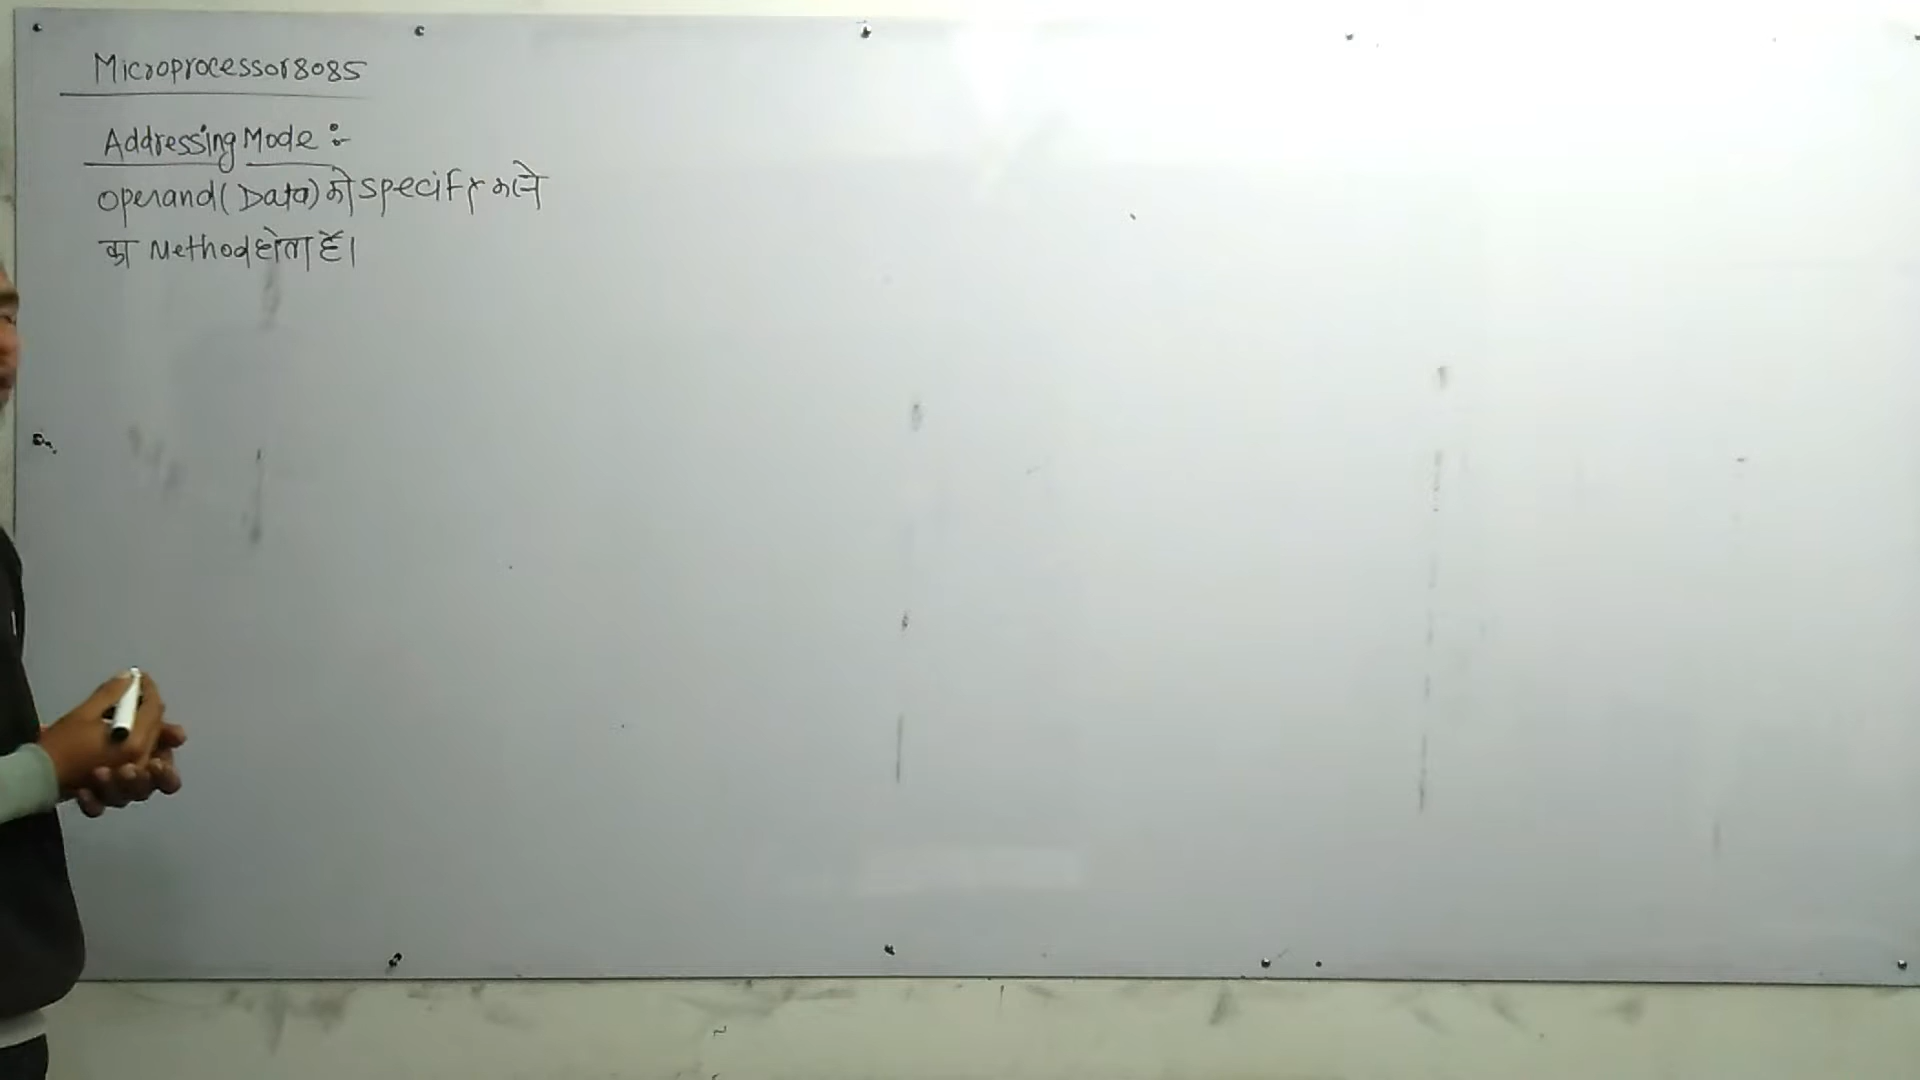 Microprocessor 8085
Addressing Mode :-
Operand (Data) को specify करने
का Method होता है।